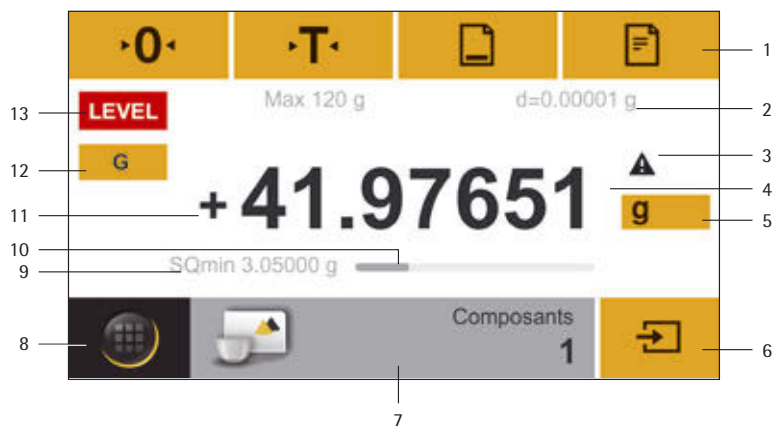 0 T 1
Max 120 g d=0.00001 g 2
13 LEVEL
12 G 3
+ 41.97651 4
11 g 5
10
9 SQmin 3.05000 g
8 Composants
1 6
7